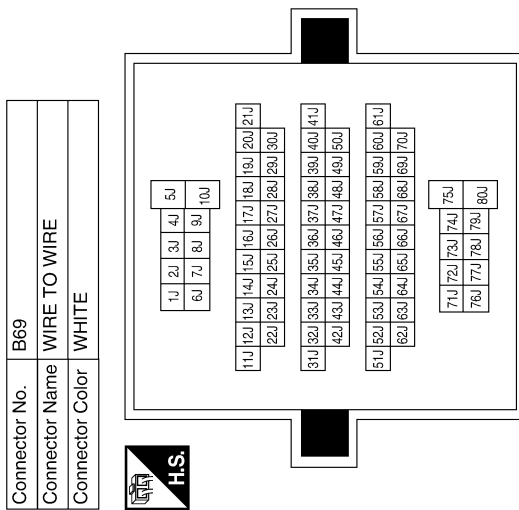 Connector No. B69
Connector Name WIRE TO WIRE
Connector Color WHITE
H.S.
1J 2J 3J 4J 5J
6J 7J 8J 9J 10J
11J 12J 13J 14J 15J 16J 17J 18J 19J 20J 21J
22J 23J 24J 25J 26J 27J 28J 29J 30J
31J 32J 33J 34J 35J 36J 37J 38J 39J 40J 41J
42J 43J 44J 45J 46J 47J 48J 49J 50J
51J 52J 53J 54J 55J 56J 57J 58J 59J 60J 61J
62J 63J 64J 65J 66J 67J 68J 69J 70J
71J 72J 73J 74J 75J
76J 77J 78J 79J 80J